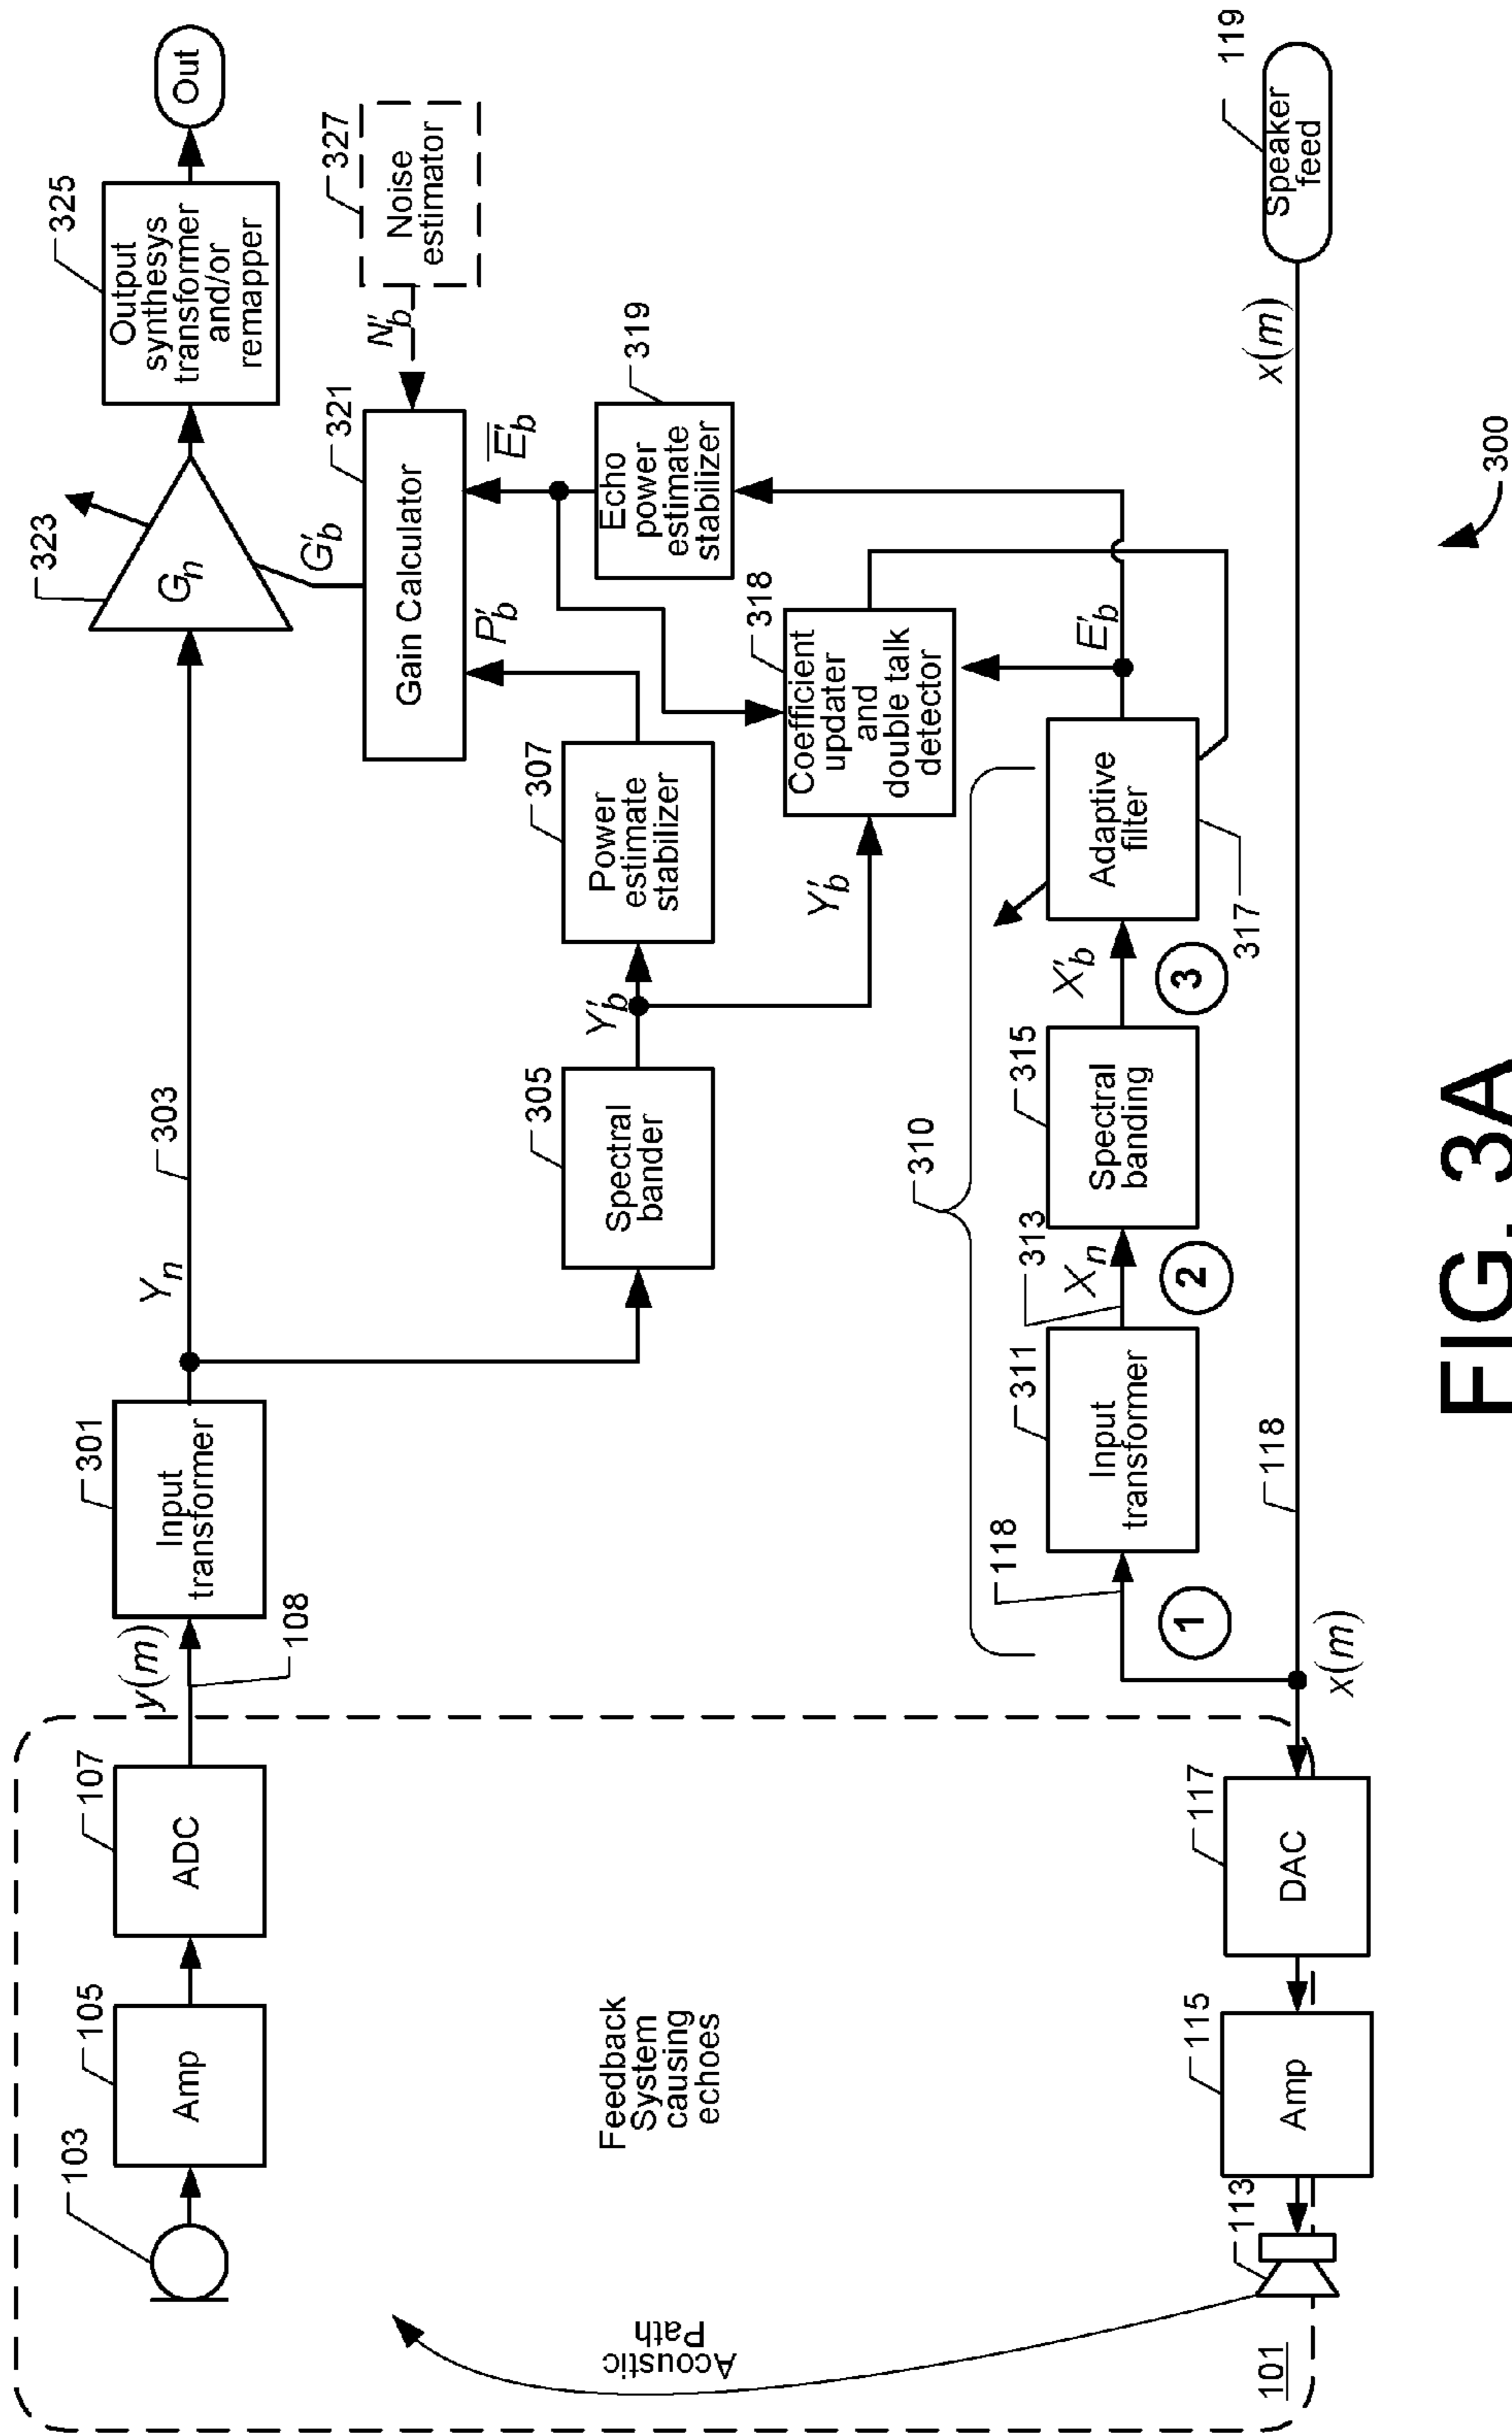 103
Amp
105
ADC
107
y(m)
108
Input
transformer
301
Y_n
303
G_n
323
Output
synthesys
transformer
and/or
remapper
325
Out
Spectral
bander
305
Y'_b
Power
estimate
stabilizer
307
P'_b
Gain Calculator
321
G'_b
N'_b
Noise
estimator
327
\overline{E'_b}
Echo
power
estimate
stabilizer
319
Y'_b
Coefficient
updater
and
double talk
detector
318
E'_b
Feedback
System
causing
echoes
Acoustic
Path
101
310
118
1
Input
transformer
311
X_n
313
2
Spectral
banding
315
X'_b
3
Adaptive
filter
317
113
Amp
115
DAC
117
x(m)
118
x(m)
Speaker
feed
119
300
FIG. 3A